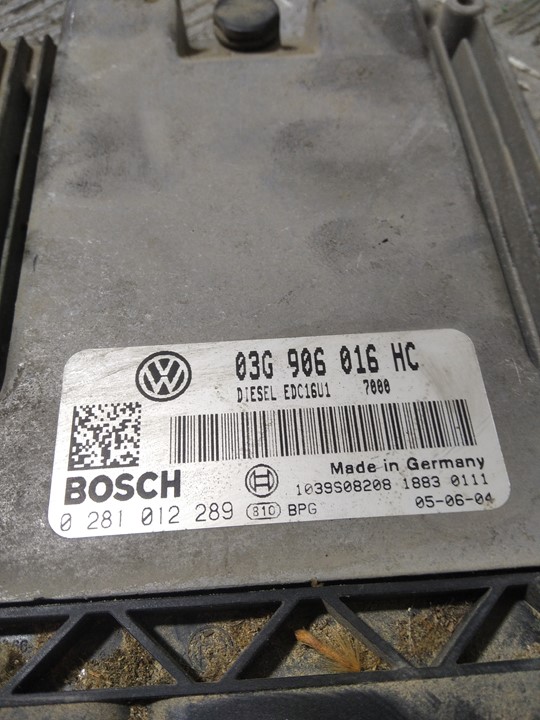 03G 906 016 HC
DIESEL EDC16U1 7000
Made in Germany
BOSCH
1039S08208 1883 0111
0 281 012 289 810 BPG
05-06-04